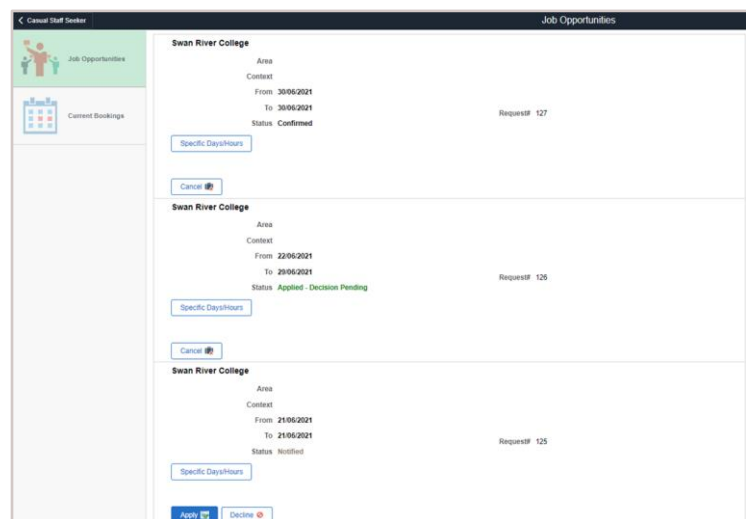 Casual Staff Seeker
Job Opportunities
Job Opportunities
Current Bookings
Swan River College
Area
Context
From 30/06/2021
To 30/06/2021
Request# 127
Status Confirmed
Specific Days/Hours
Cancel
Swan River College
Area
Context
From 22/06/2021
To 29/06/2021
Request# 126
Status Applied - Decision Pending
Specific Days/Hours
Cancel
Swan River College
Area
Context
From 21/06/2021
To 21/06/2021
Request# 125
Status Notified
Specific Days/Hours
Apply Decline